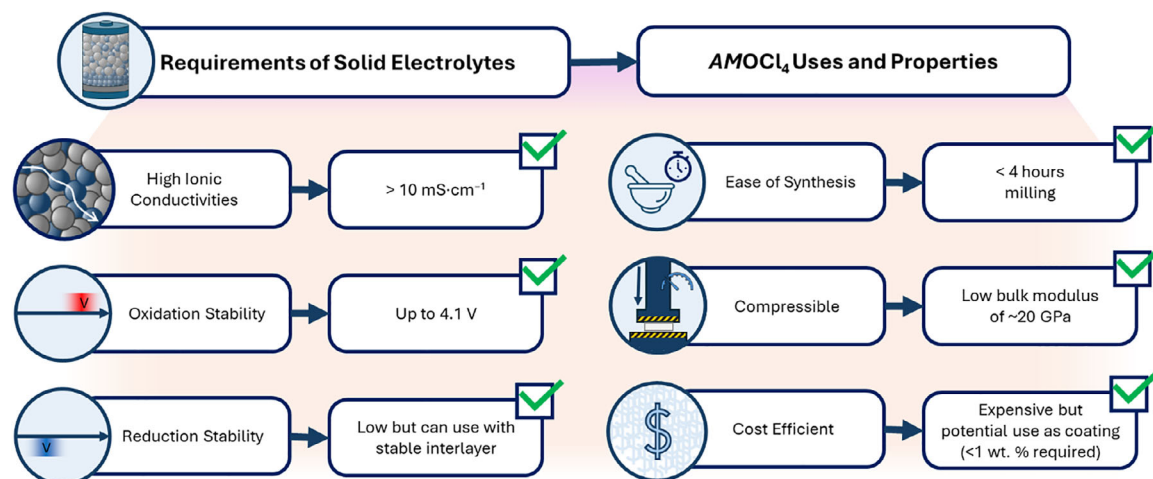 Requirements of Solid Electrolytes
AMOCl₄ Uses and Properties
High Ionic
Conductivities
> 10 mS·cm⁻¹
Ease of Synthesis
< 4 hours
milling
V
Oxidation Stability
Up to 4.1 V
Compressible
Low bulk modulus
of ~20 GPa
V
Reduction Stability
Low but can use with
stable interlayer
$
Cost Efficient
Expensive but
potential use as coating
(<1 wt. % required)